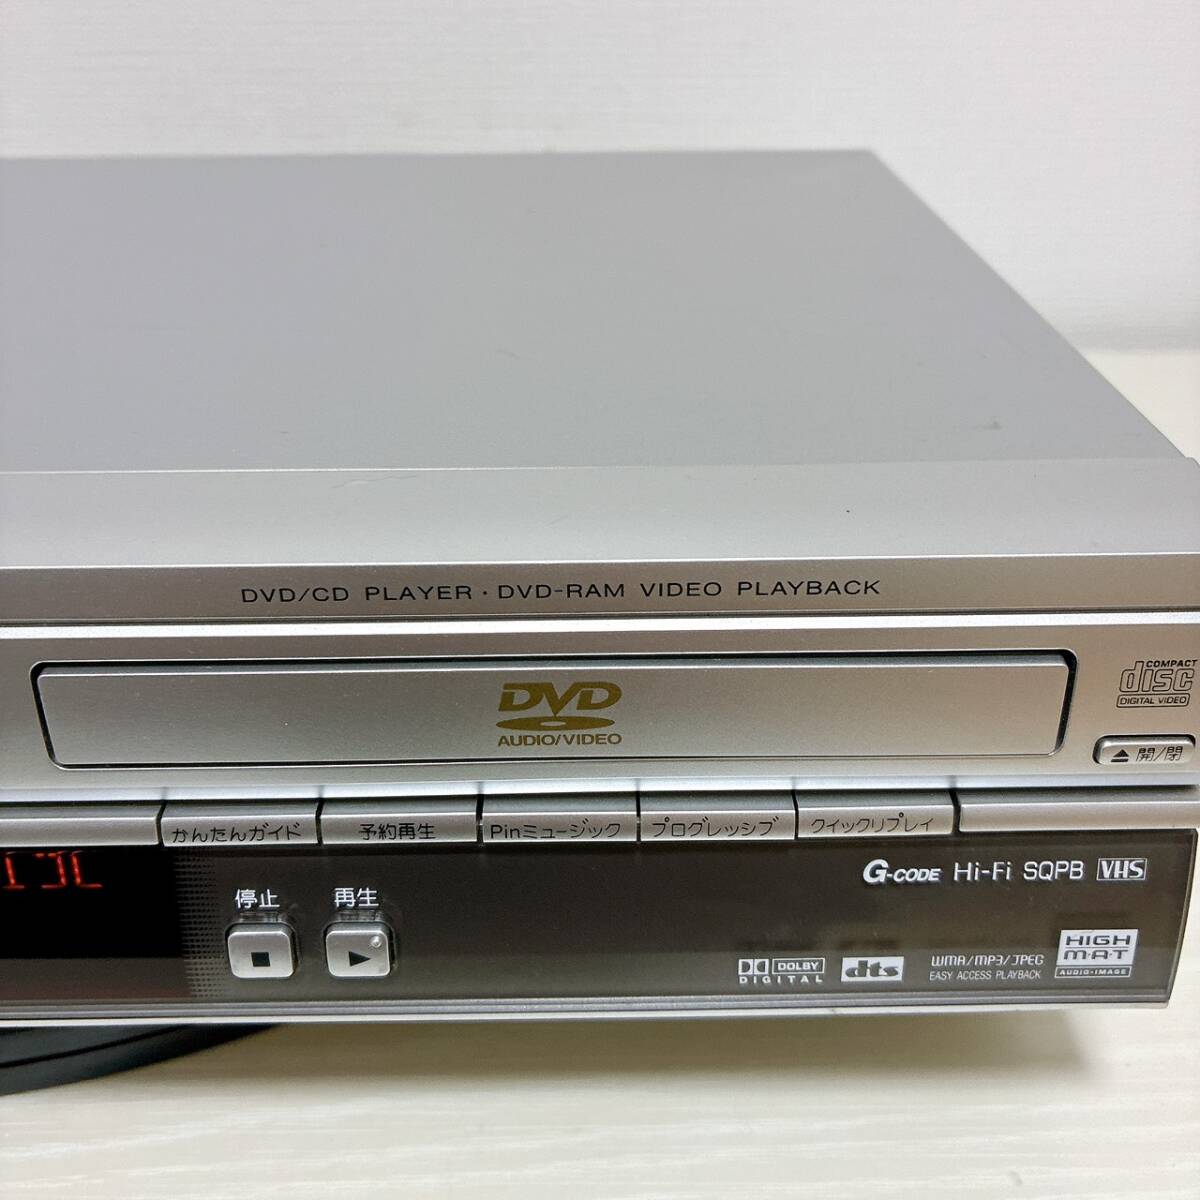 DVD/CD PLAYER · DVD-RAM VIDEO PLAYBACK
DVD
AUDIO/VIDEO
COMPACT
disc
DIGITAL VIDEO
▲ 開/閉
かんたんガイド
予約再生
Pinミュージック
プログレッシブ
クイックリプレイ
G-CODE Hi-Fi SQPB VHS
停止
再生
DOLBY
DIGITAL
dts
WMA/MP3/JPEG
EASY ACCESS PLAYBACK
HIGH
M.A.T
AUDIO-IMAGE